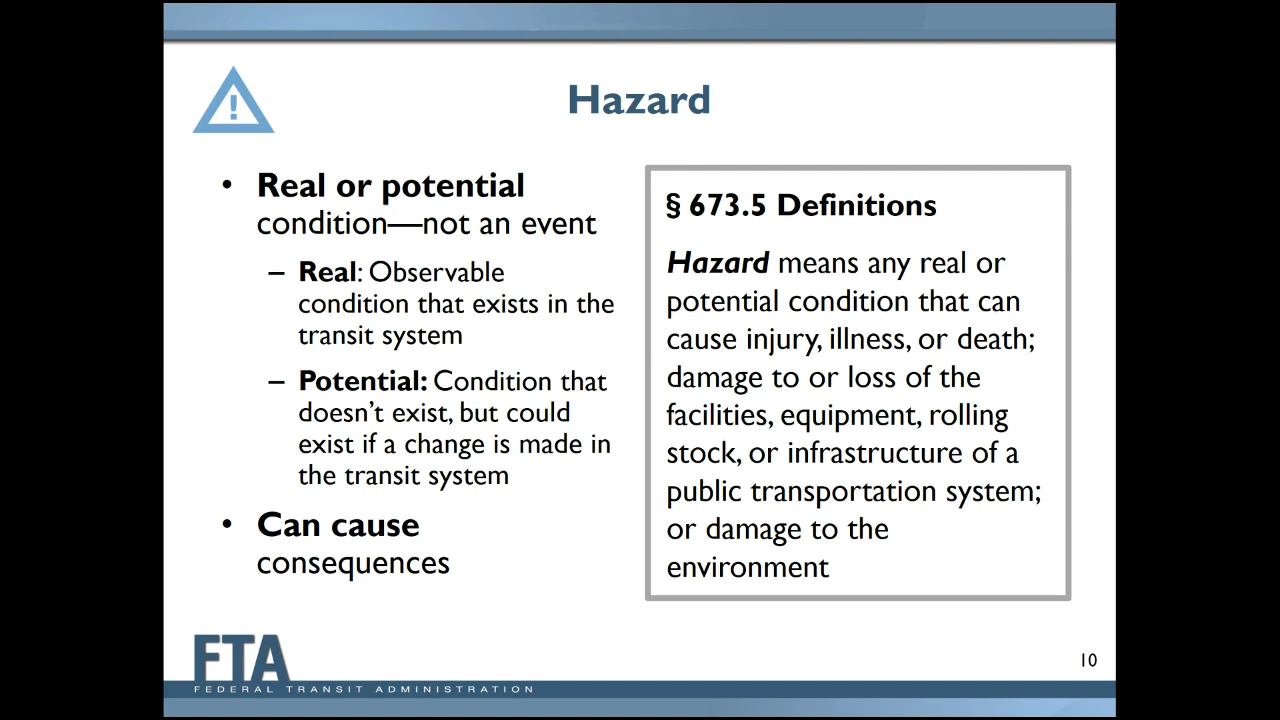 Hazard
• Real or potential
condition—not an event
– Real: Observable
condition that exists in the
transit system
– Potential: Condition that
doesn't exist, but could
exist if a change is made in
the transit system
• Can cause
consequences
§ 673.5 Definitions
Hazard means any real or
potential condition that can
cause injury, illness, or death;
damage to or loss of the
facilities, equipment, rolling
stock, or infrastructure of a
public transportation system;
or damage to the
environment
FTA
FEDERAL TRANSIT ADMINISTRATION
10